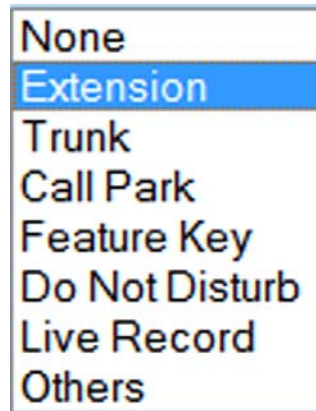 None
Extension
Trunk
Call Park
Feature Key
Do Not Disturb
Live Record
Others